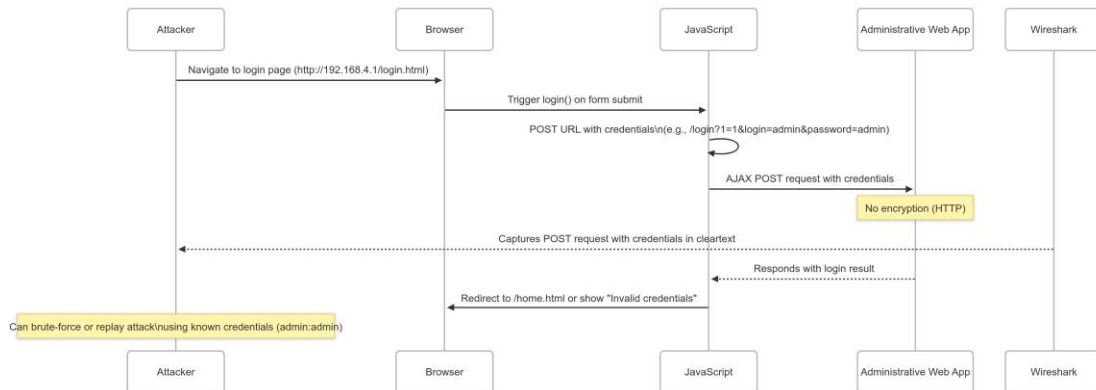 Attacker
Browser
JavaScript
Administrative Web App
Wireshark
Navigate to login page (http://192.168.4.1/login.html)
Trigger login() on form submit
POST URL with credentials\n(e.g., /login?1=1&login=admin&password=admin)
AJAX POST request with credentials
No encryption (HTTP)
Captures POST request with credentials in cleartext
Responds with login result
Redirect to /home.html or show "Invalid credentials"
Can brute-force or replay attack\nusing known credentials (admin:admin)
Attacker
Browser
JavaScript
Administrative Web App
Wireshark